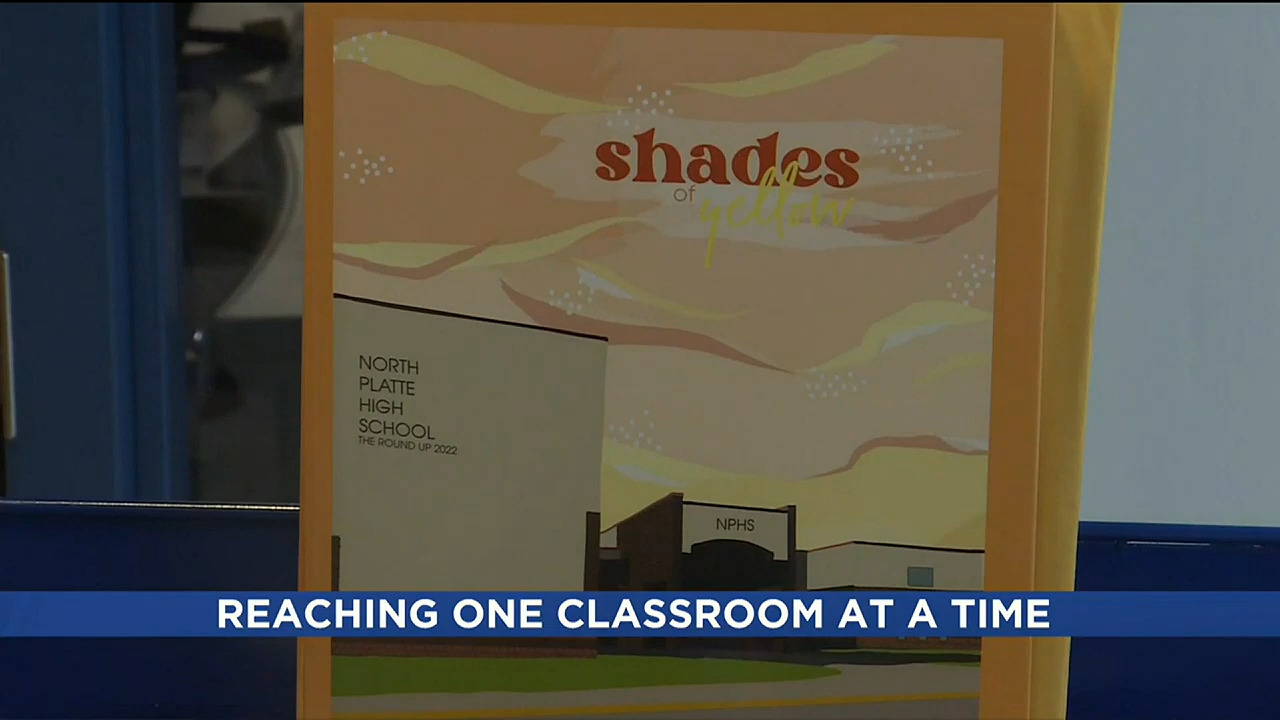 shades
of
yellow
NORTH
PLATTE
HIGH
SCHOOL
THE ROUND UP 2022
NPHS
REACHING ONE CLASSROOM AT A TIME